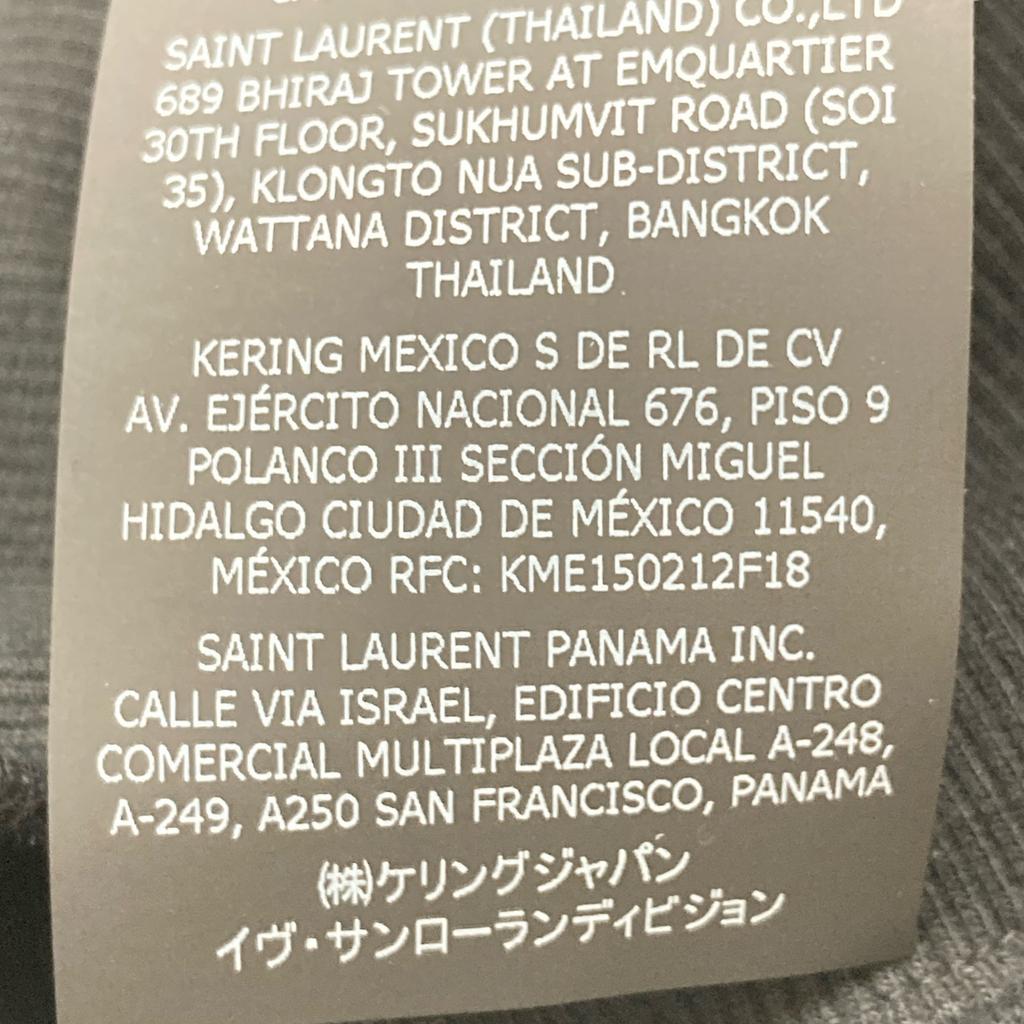 SAINT LAURENT (THAILAND) CO.,LTD
689 BHIRAJ TOWER AT EMQUARTIER
30TH FLOOR, SUKHUMVIT ROAD (SOI
35), KLONGTO NUA SUB-DISTRICT,
WATTANA DISTRICT, BANGKOK
THAILAND
KERING MEXICO S DE RL DE CV
AV. EJÉRCITO NACIONAL 676, PISO 9
POLANCO III SECCIÓN MIGUEL
HIDALGO CIUDAD DE MÉXICO 11540,
MÉXICO RFC: KME150212F18
SAINT LAURENT PANAMA INC.
CALLE VIA ISRAEL, EDIFICIO CENTRO
COMERCIAL MULTIPLAZA LOCAL A-248,
A-249, A250 SAN FRANCISCO, PANAMA
(株)ケリングジャパン
イヴ・サンローランディビジョン